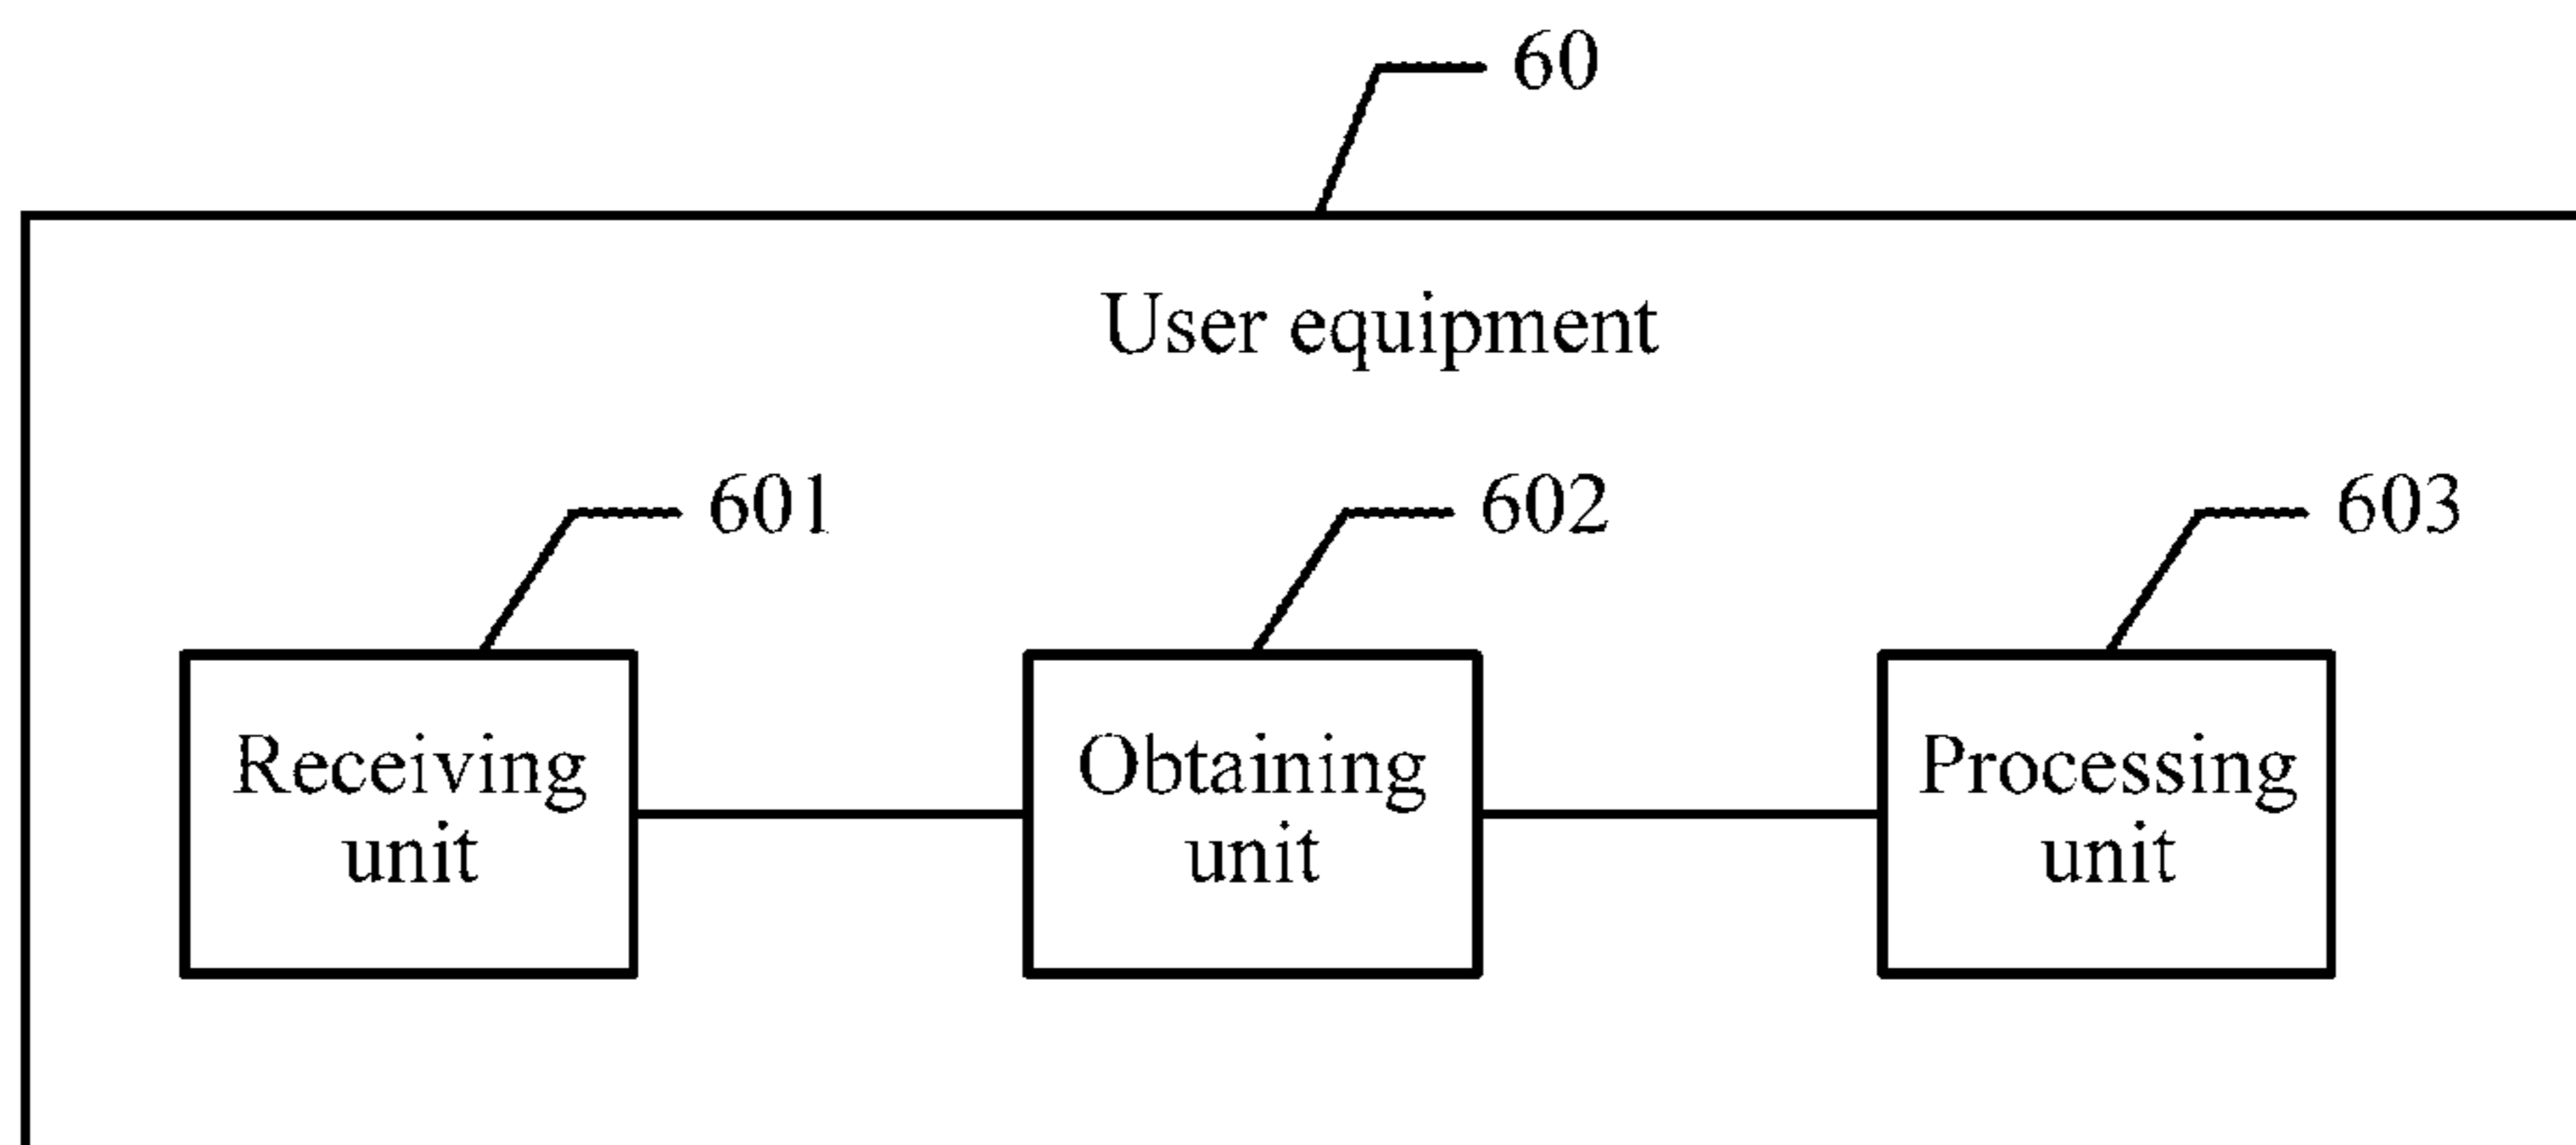 60
User equipment
601
602
603
Receiving
unit
Obtaining
unit
Processing
unit